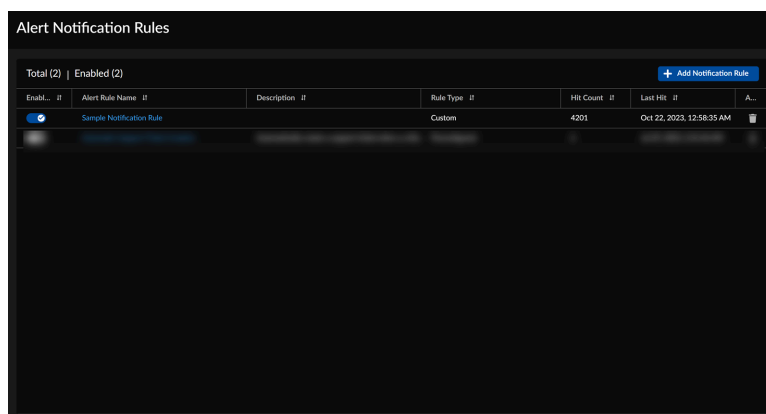 Alert Notification Rules
Total (2) | Enabled (2)
+ Add Notification Rule
Enabl... Alert Rule Name Description Rule Type Hit Count Last Hit A...
Sample Notification Rule Custom 4201 Oct 22, 2023, 12:58:35 AM